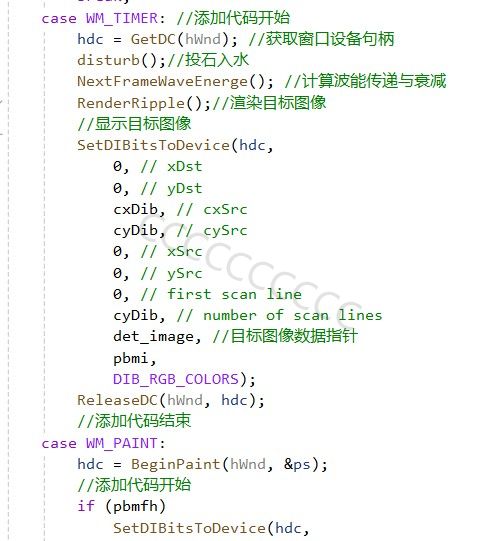 break;
case WM_TIMER: //添加代码开始
hdc = GetDC(hWnd); //获取窗口设备句柄
disturb();//投石入水
NextFrameWaveEnerge(); //计算波能传递与衰减
RenderRipple();//渲染目标图像
//显示目标图像
SetDIBitsToDevice(hdc,
0, // xDst
0, // yDst
cxDib, // cxSrc
cyDib, // cySrc
0, // xSrc
0, // ySrc
0, // first scan line
cyDib, // number of scan lines
det_image, //目标图像数据指针
pbmi,
DIB_RGB_COLORS);
ReleaseDC(hWnd, hdc);
//添加代码结束
case WM_PAINT:
hdc = BeginPaint(hWnd, &ps);
//添加代码开始
if (pbmfh)
SetDIBitsToDevice(hdc,